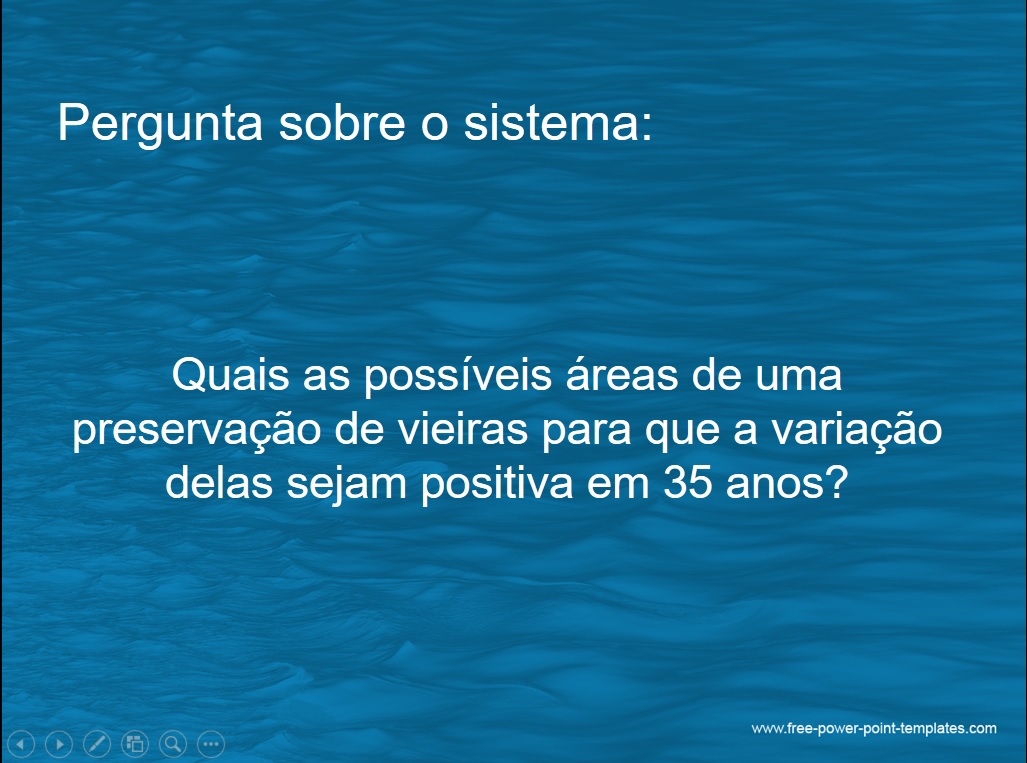 Pergunta sobre o sistema:
Quais as possíveis áreas de uma
preservação de vieiras para que a variação
delas sejam positiva em 35 anos?
www.free-power-point-templates.com